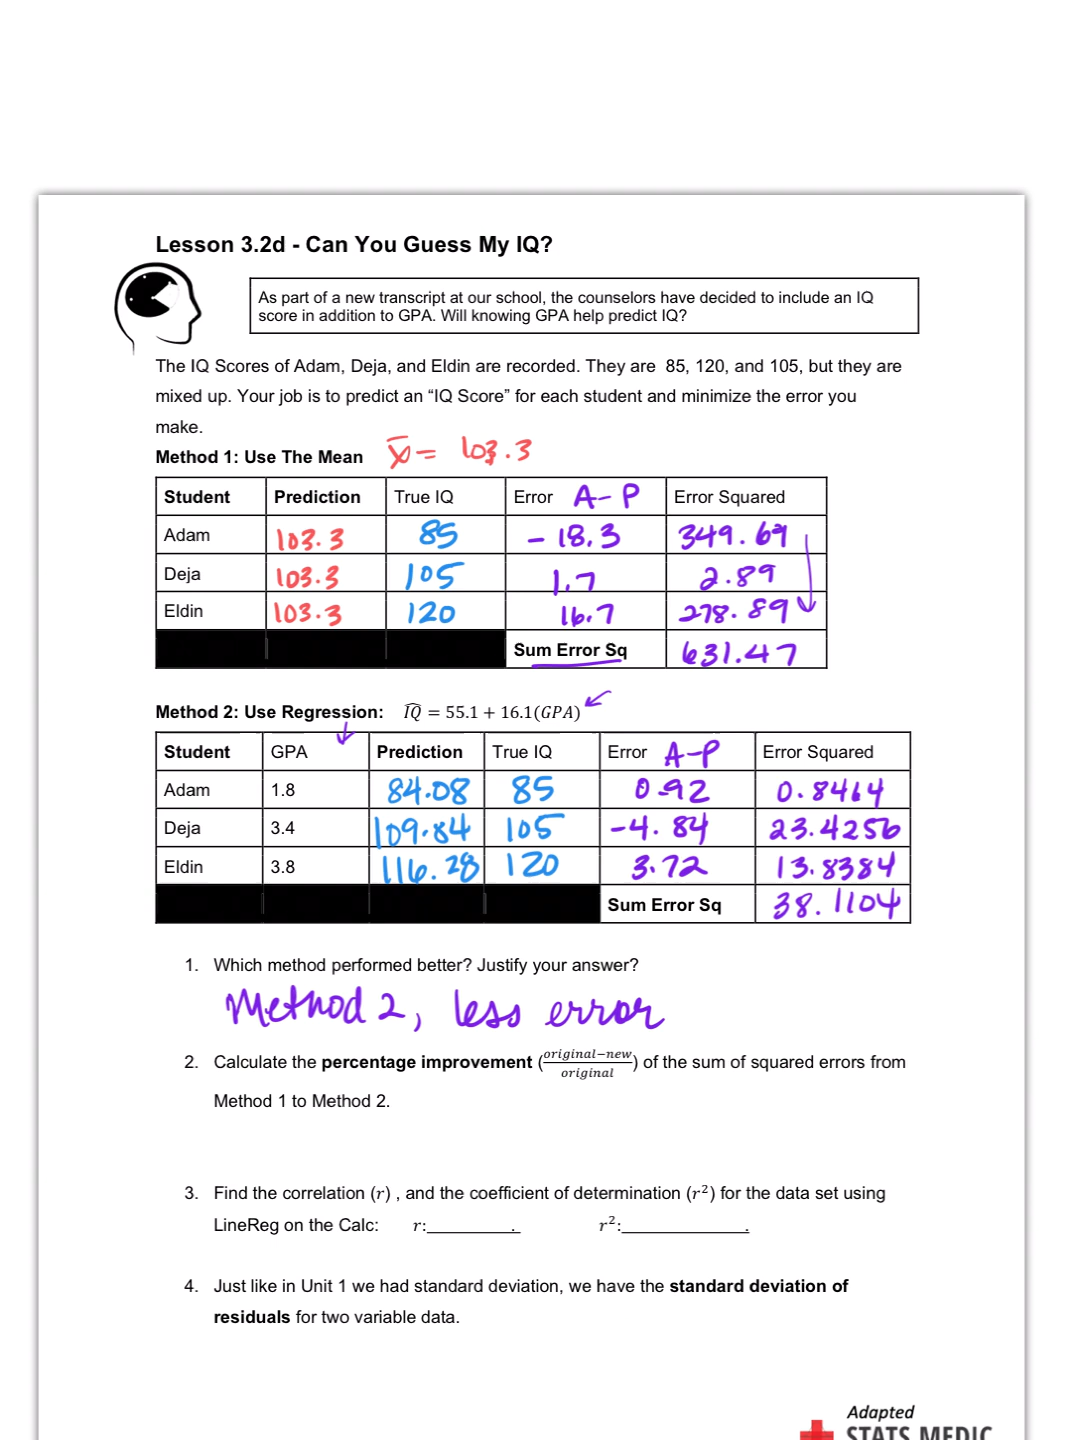 Lesson 3.2d - Can You Guess My IQ?
As part of a new transcript at our school, the counselors have decided to include an IQ
score in addition to GPA. Will knowing GPA help predict IQ?
The IQ Scores of Adam, Deja, and Eldin are recorded. They are 85, 120, and 105, but they are
mixed up. Your job is to predict an “IQ Score” for each student and minimize the error you
make.
Method 1: Use The Mean x̅ = 103.3
Student Prediction True IQ Error A-P Error Squared
Adam 103.3 85 -18.3 349.69
Deja 103.3 105 1.7 2.89
Eldin 103.3 120 16.7 278.89
Sum Error Sq 631.47
Method 2: Use Regression: \widehat{IQ} = 55.1 + 16.1(GPA)
Student GPA Prediction True IQ Error A-P Error Squared
Adam 1.8 84.08 85 0.92 0.8464
Deja 3.4 109.84 105 -4.84 23.4256
Eldin 3.8 116.28 120 3.72 13.8384
Sum Error Sq 38.1104
1. Which method performed better? Justify your answer?
Method 2, less error
2. Calculate the percentage improvement (\frac{original-new}{original}) of the sum of squared errors from
Method 1 to Method 2.
3. Find the correlation (r) , and the coefficient of determination (r²) for the data set using
LineReg on the Calc: r:__________. r²:______________.
4. Just like in Unit 1 we had standard deviation, we have the standard deviation of
residuals for two variable data.
Adapted
STATS MEDIC